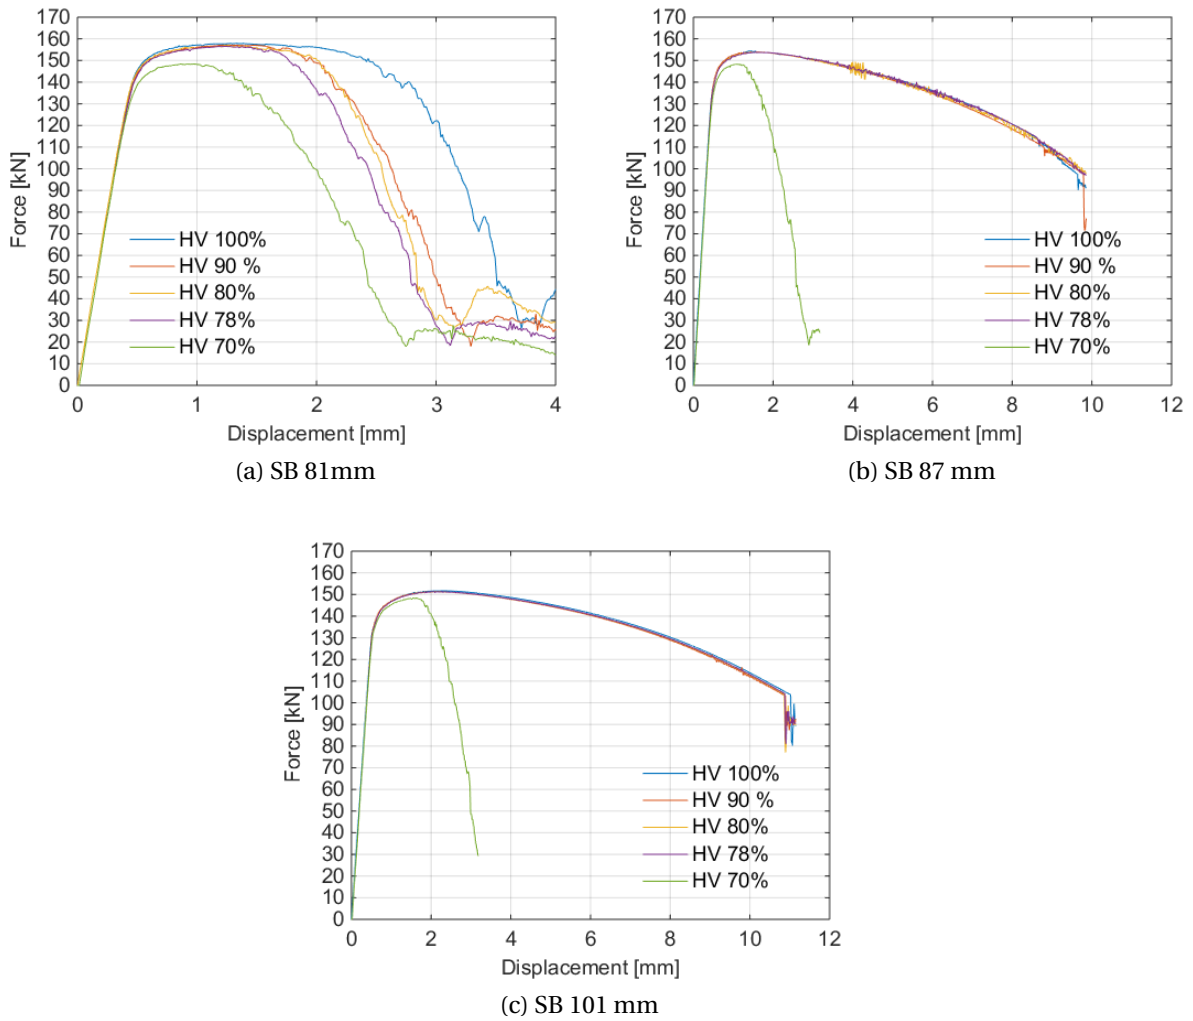 170
160
150
140
130
120
110
100
90
80
70
60
50
40
30
20
10
0
Force [kN]
HV 100%
HV 90 %
HV 80%
HV 78%
HV 70%
0 1 2 3 4
Displacement [mm]
(a) SB 81mm
170
160
150
140
130
120
110
100
90
80
70
60
50
40
30
20
10
0
Force [kN]
HV 100%
HV 90 %
HV 80%
HV 78%
HV 70%
0 2 4 6 8 10 12
Displacement [mm]
(b) SB 87 mm
170
160
150
140
130
120
110
100
90
80
70
60
50
40
30
20
10
0
Force [kN]
HV 100%
HV 90 %
HV 80%
HV 78%
HV 70%
0 2 4 6 8 10 12
Displacement [mm]
(c) SB 101 mm